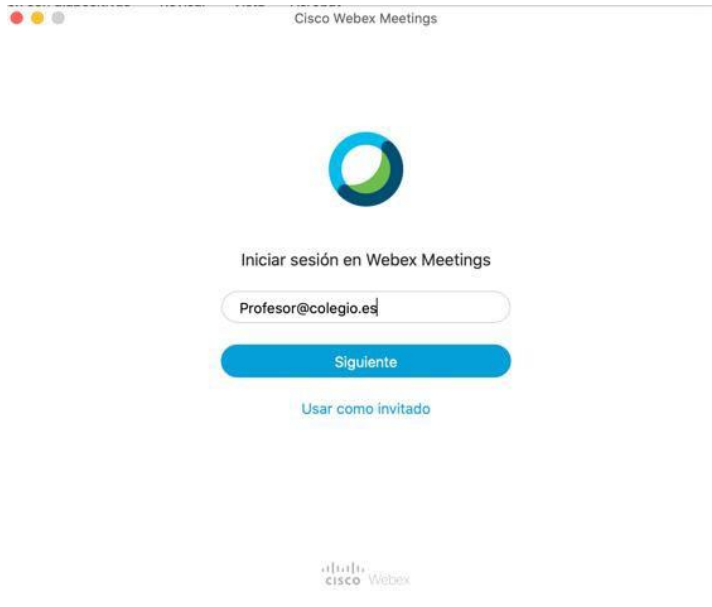 Cisco Webex Meetings
Iniciar sesión en Webex Meetings
Profesor@colegio.es
Siguiente
Usar como invitado
cisco Webex